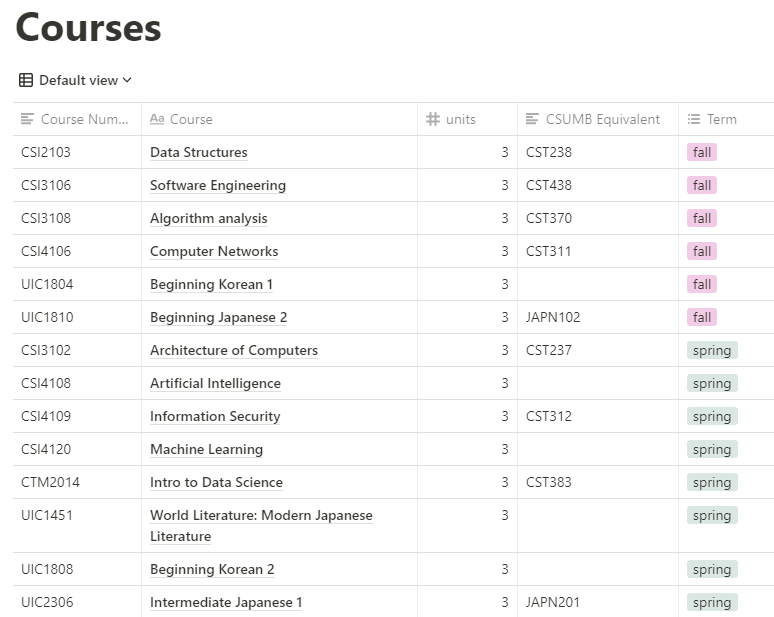 Courses
Default view
Course Num... Course units CSUMB Equivalent Term
CSI2103 Data Structures 3 CST238 fall
CSI3106 Software Engineering 3 CST438 fall
CSI3108 Algorithm analysis 3 CST370 fall
CSI4106 Computer Networks 3 CST311 fall
UIC1804 Beginning Korean 1 3 fall
UIC1810 Beginning Japanese 2 3 JAPN102 fall
CSI3102 Architecture of Computers 3 CST237 spring
CSI4108 Artificial Intelligence 3 spring
CSI4109 Information Security 3 CST312 spring
CSI4120 Machine Learning 3 spring
CTM2014 Intro to Data Science 3 CST383 spring
UIC1451 World Literature: Modern Japanese 3 spring
Literature
UIC1808 Beginning Korean 2 3 spring
UIC2306 Intermediate Japanese 1 3 JAPN201 spring